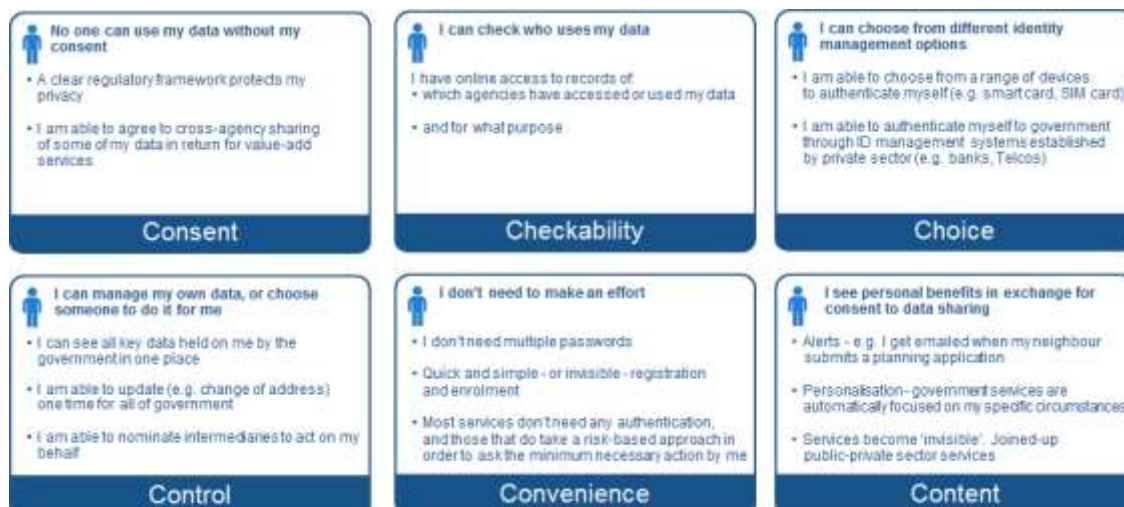 No one can use my data without my
consent
• A clear regulatory framework protects my
privacy
• I am able to agree to cross-agency sharing
of some of my data in return for value-add
services
Consent
I can check who uses my data
I have online access to records of:
• which agencies have accessed or used my data
• and for what purpose
Checkability
I can choose from different identity
management options
• I am able to choose from a range of devices
to authenticate myself (e.g. smart card, SIM card)
• I am able to authenticate myself to government
through ID management systems established
by private sector (e.g. banks, Telcos)
Choice
I can manage my own data, or choose
someone to do it for me
• I can see all key data held on me by the
government in one place
• I am able to update (e.g. change of address)
one time for all of government
• I am able to nominate intermediaries to act on my
behalf
Control
I don't need to make an effort
• I don't need multiple passwords
• Quick and simple - or invisible - registration
and enrolment
• Most services don't need any authentication,
and those that do take a risk-based approach in
order to ask the minimum necessary action by me
Convenience
I see personal benefits in exchange for
consent to data sharing
• Alerts - e.g. I get emailed when my neighbour
submits a planning application
• Personalisation- government services are
automatically focused on my specific circumstances
• Services become 'invisible'. Joined-up
public-private sector services
Content